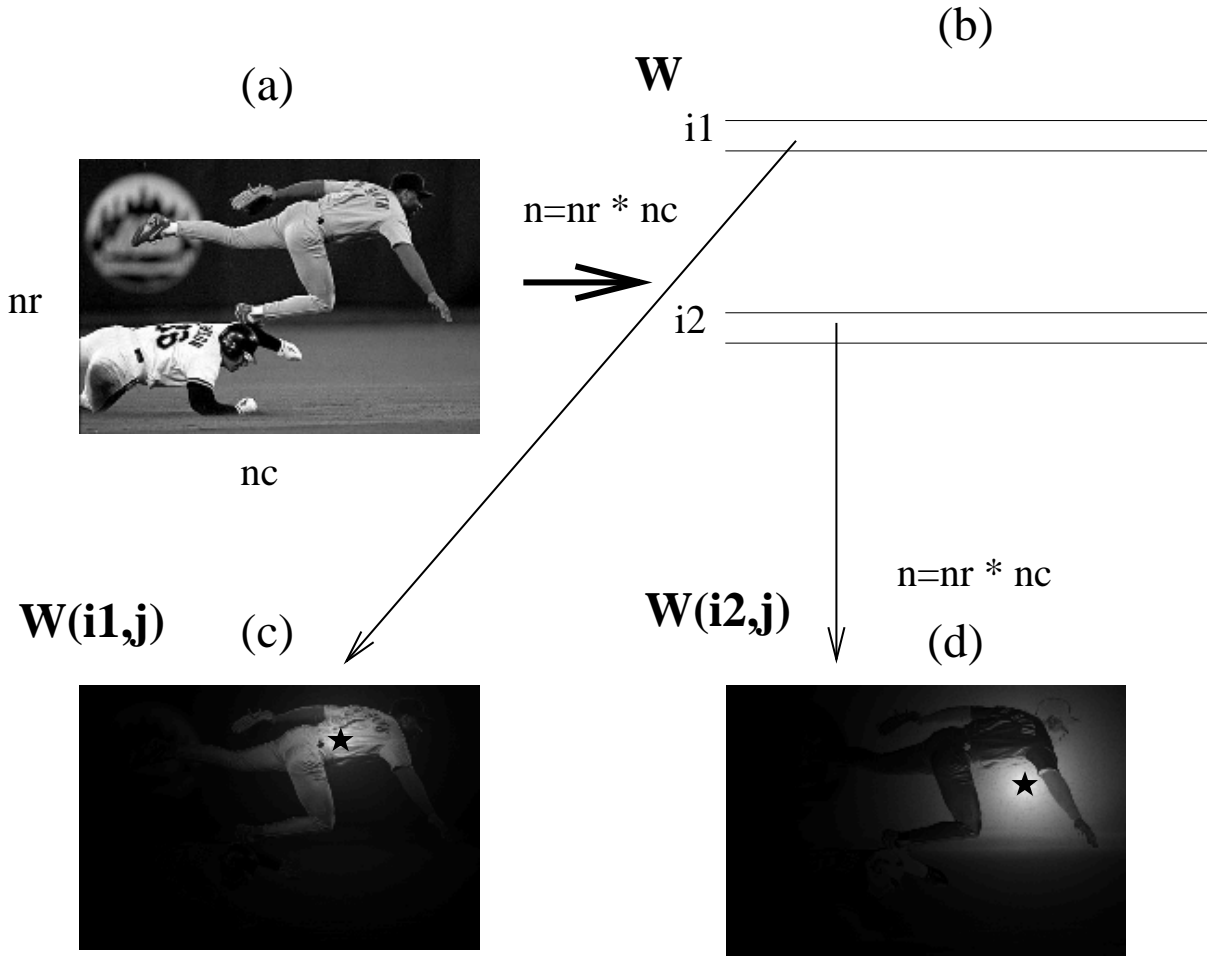 (b)
W
(a)
i1
n=nr * nc
nr
i2
nc
n=nr * nc
W(i1,j)
(c)
W(i2,j)
(d)